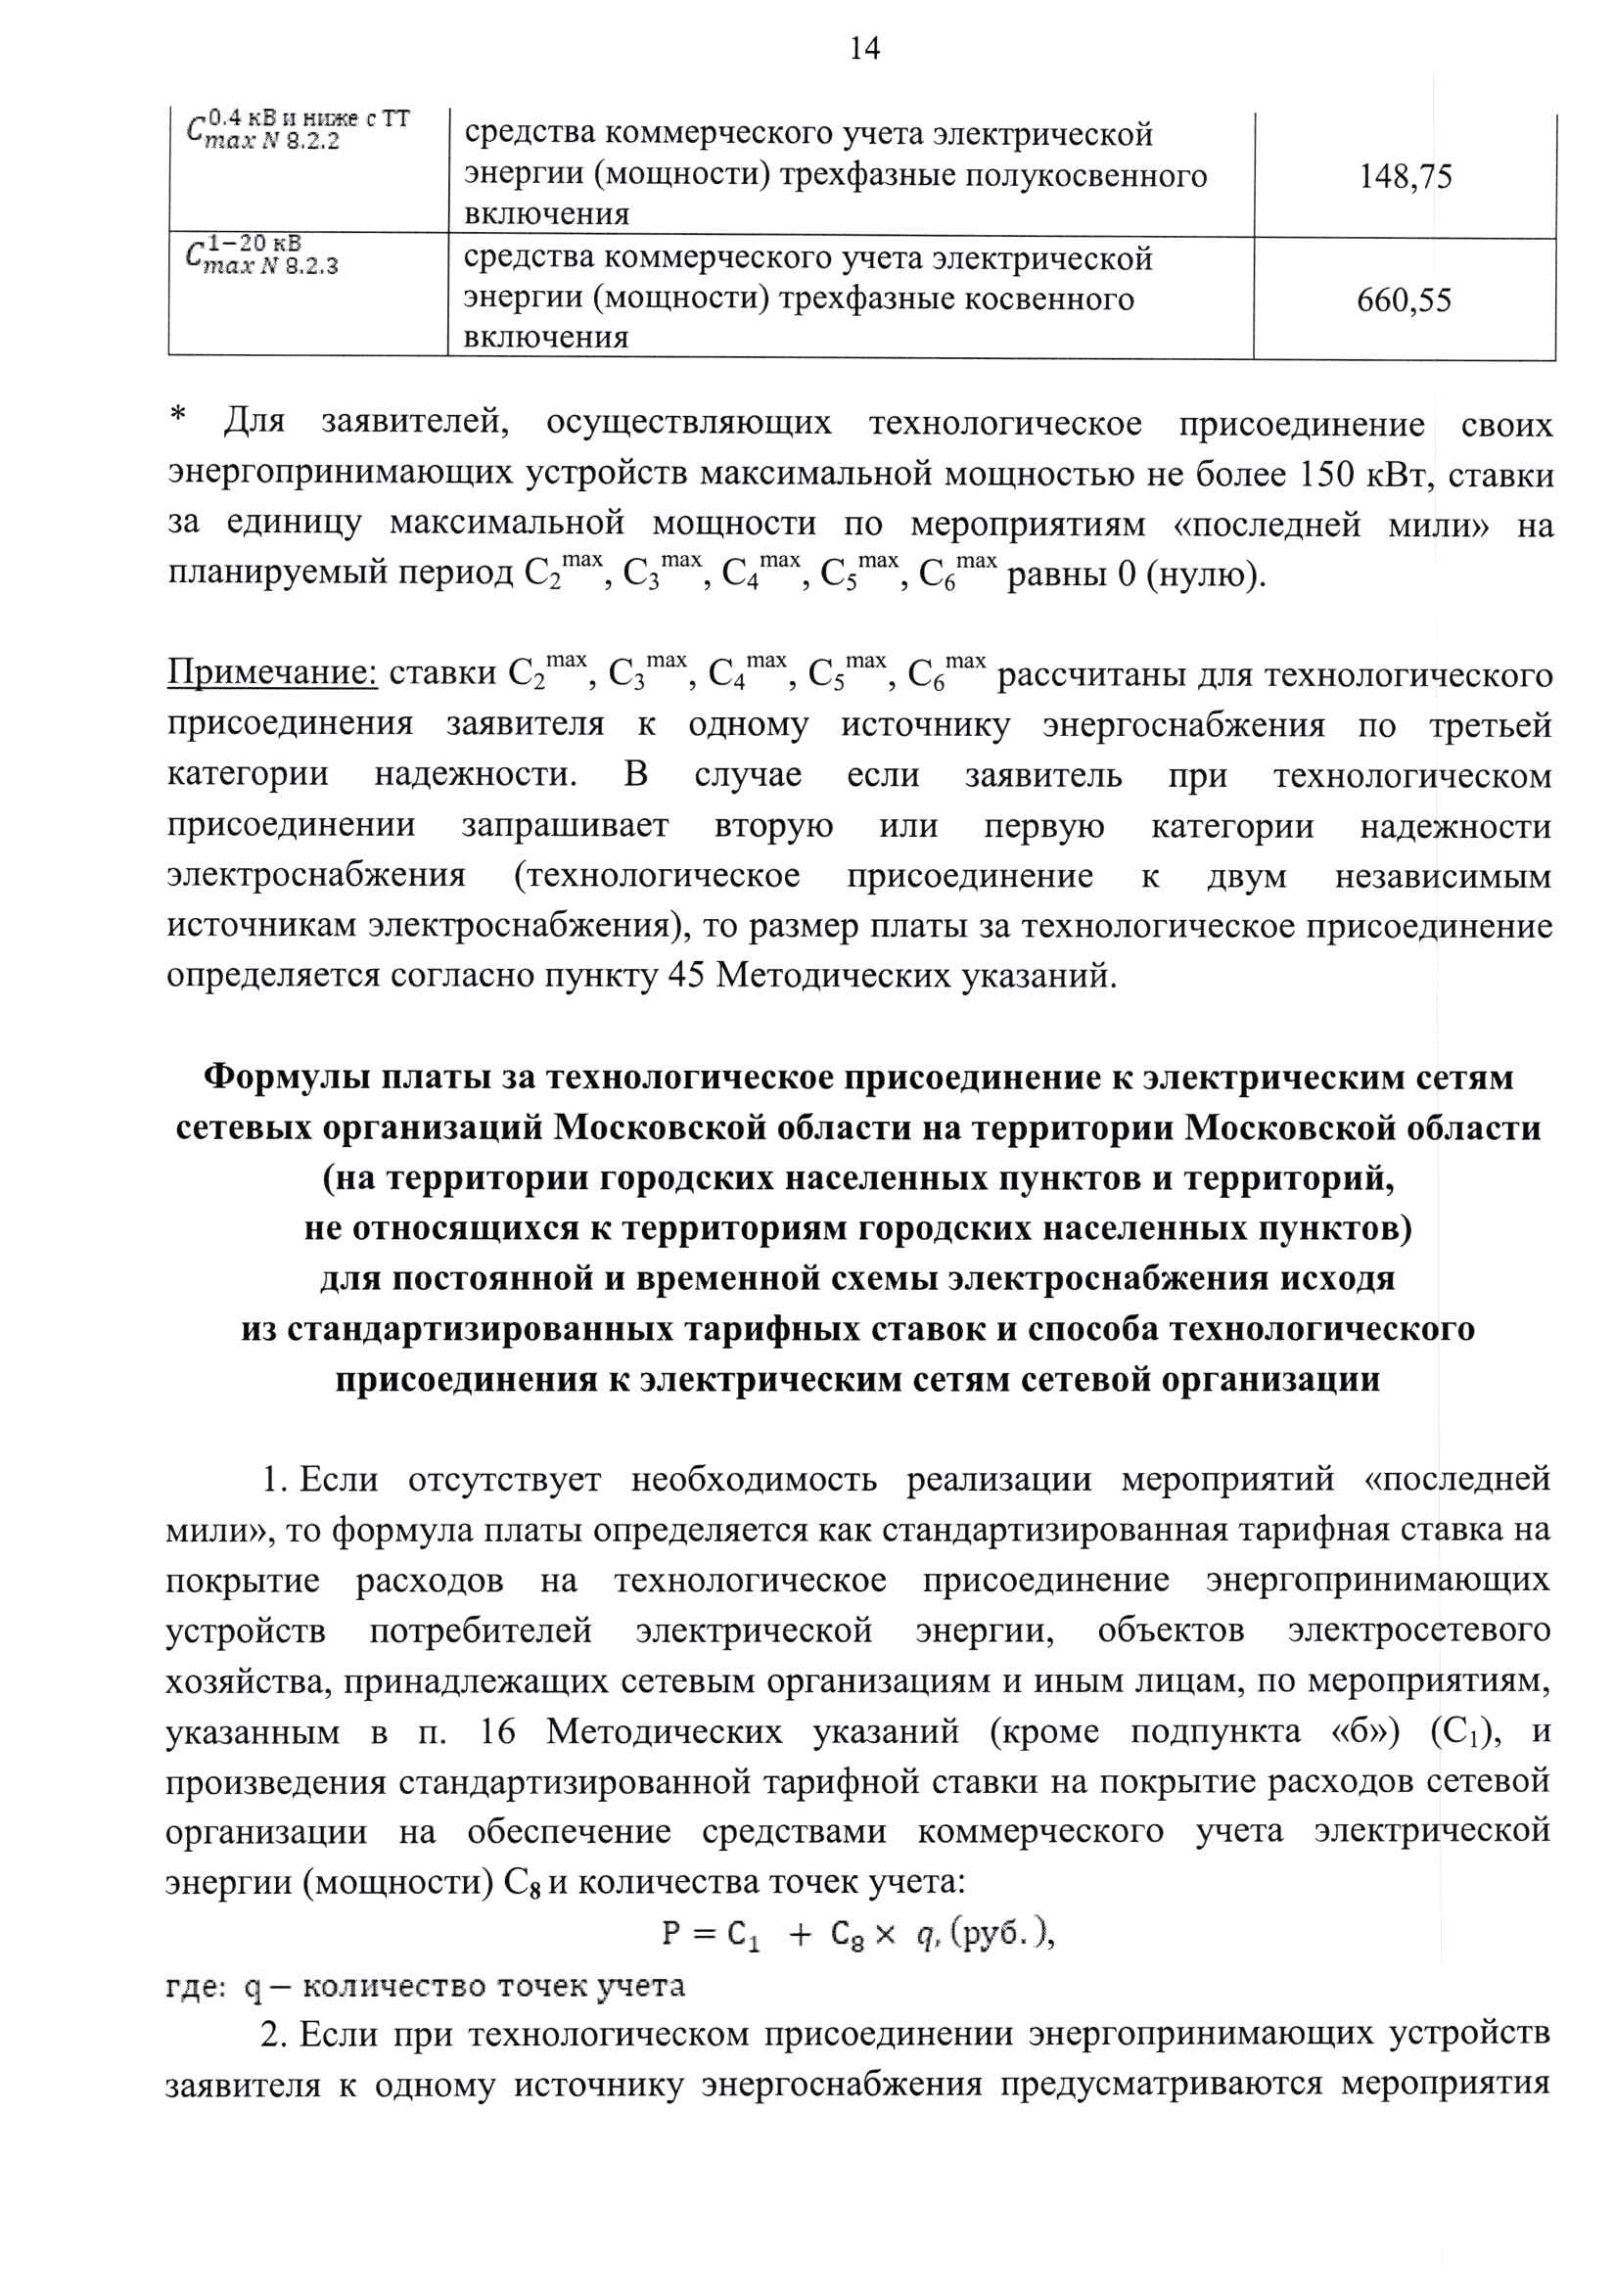 14
C 0.4 кВ и ниже с ТТ max N 8.2.2
средства коммерческого учета электрической
энергии (мощности) трехфазные полукосвенного
включения
148,75
C 1−20 кВ max N 8.2.3
средства коммерческого учета электрической
энергии (мощности) трехфазные косвенного
включения
660,55
* Для заявителей, осуществляющих технологическое присоединение своих
энергопринимающих устройств максимальной мощностью не более 150 кВт, ставки
за единицу максимальной мощности по мероприятиям «последней мили» на
планируемый период С₂ᵐᵃˣ, С₃ᵐᵃˣ, С₄ᵐᵃˣ, С₅ᵐᵃˣ, С₆ᵐᵃˣ равны 0 (нулю).
Примечание: ставки С₂ᵐᵃˣ, С₃ᵐᵃˣ, С₄ᵐᵃˣ, С₅ᵐᵃˣ, С₆ᵐᵃˣ рассчитаны для технологического
присоединения заявителя к одному источнику энергоснабжения по третьей
категории надежности. В случае если заявитель при технологическом
присоединении запрашивает вторую или первую категории надежности
электроснабжения (технологическое присоединение к двум независимым
источникам электроснабжения), то размер платы за технологическое присоединение
определяется согласно пункту 45 Методических указаний.
Формулы платы за технологическое присоединение к электрическим сетям
сетевых организаций Московской области на территории Московской области
(на территории городских населенных пунктов и территорий,
не относящихся к территориям городских населенных пунктов)
для постоянной и временной схемы электроснабжения исходя
из стандартизированных тарифных ставок и способа технологического
присоединения к электрическим сетям сетевой организации
1. Если отсутствует необходимость реализации мероприятий «последней
мили», то формула платы определяется как стандартизированная тарифная ставка на
покрытие расходов на технологическое присоединение энергопринимающих
устройств потребителей электрической энергии, объектов электросетевого
хозяйства, принадлежащих сетевым организациям и иным лицам, по мероприятиям,
указанным в п. 16 Методических указаний (кроме подпункта «б») (С₁), и
произведения стандартизированной тарифной ставки на покрытие расходов сетевой
организации на обеспечение средствами коммерческого учета электрической
энергии (мощности) С₈ и количества точек учета:
P = C₁ + C₈ × q, (руб.),
где: q – количество точек учета
2. Если при технологическом присоединении энергопринимающих устройств
заявителя к одному источнику энергоснабжения предусматриваются мероприятия